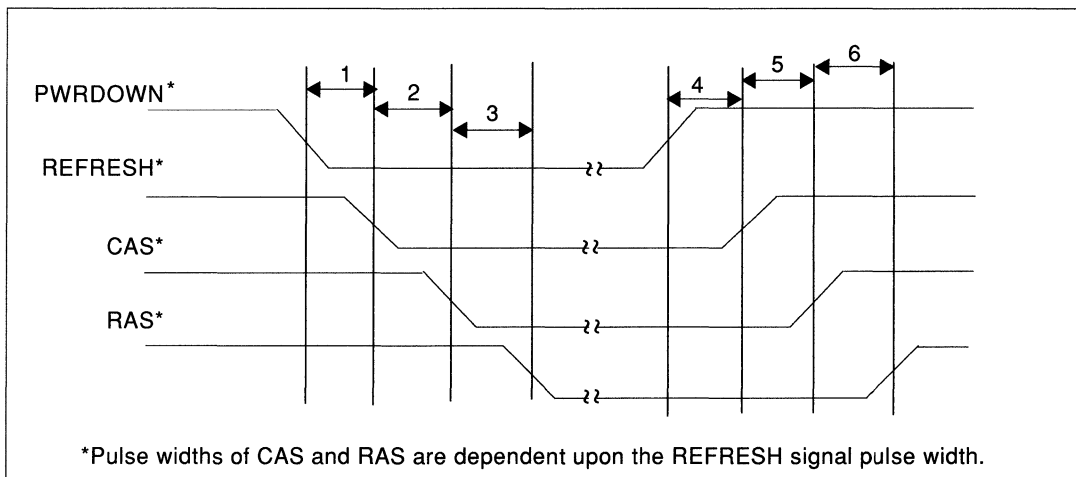 1
2
3
4
5
6
PWRDOWN*
REFRESH*
CAS*
RAS*
*Pulse widths of CAS and RAS are dependent upon the REFRESH signal pulse width.